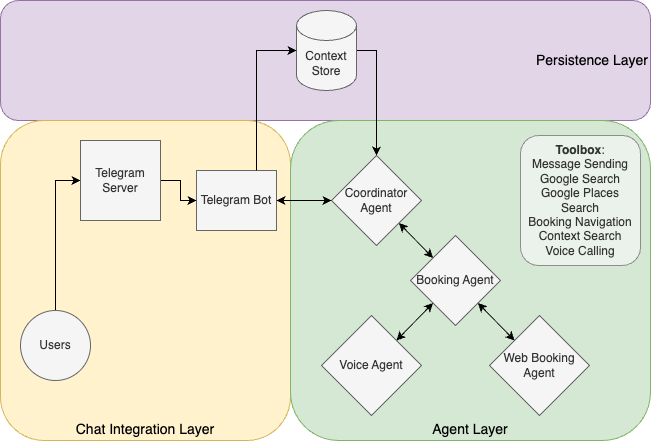 Context
Store
Persistence Layer
Telegram
Server
Telegram Bot
Users
Chat Integration Layer
Coordinator
Agent
Booking Agent
Voice Agent
Web Booking
Agent
Toolbox:
Message Sending
Google Search
Google Places
Search
Booking Navigation
Context Search
Voice Calling
Agent Layer